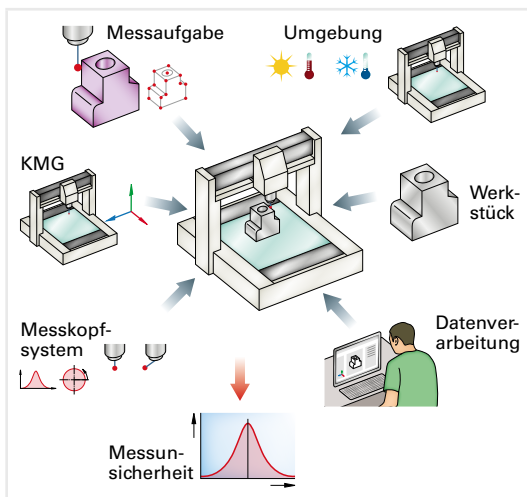 Messaufgabe
Umgebung
KMG
Werk-
stück
Messkopf-
system
Datenver-
arbeitung
Messun-
sicherheit